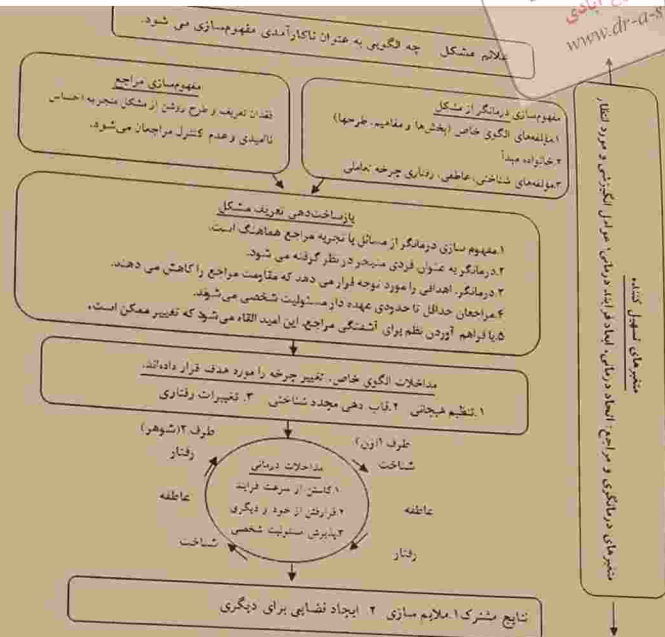 آبادی
www.dr-a-s
علائم مشکل چه الگویی به عنوان ناکارآمدی مفهوم‌سازی می شود.
مفهوم‌سازی مراجع
فقدان تعریف و طرح روشن از مشکل منجر به احساس
ناامیدی و عدم کنترل مراجعان می‌شود.
مفهوم‌سازی درمانگر از مشکل
۱.مؤلفه‌های الگوی خاص (بخش‌ها و مفاهیم، طرحها)
۲.خانواده مبدأ
۳.مؤلفه‌های شناختی، عاطفی، رفتاری چرخه تعاملی
بازساخت‌دهی تعریف مشکل
۱.مفهوم سازی درمانگر از مسائل با تجربه مراجع هماهنگ است.
۲.درمانگر به عنوان فردی متبحر در نظر گرفته می شود.
۳.درمانگر، اهدافی را مورد توجه قرار می دهد که مقاومت مراجع را کاهش می دهند.
۴.مراجعان حداقل تا حدودی عهده دار مسئولیت شخصی می‌شوند.
۵.با فراهم آوردن نظم برای آشفتگی مراجع، این امید القاء می‌شود که تغییر ممکن است.
مداخلات الگوی خاص، تغییر چرخه را مورد هدف قرار داده‌اند.
۱.تنظیم هیجانی ۲.قاب دهی مجدد شناختی ۳. تغییرات رفتاری
طرف ۱(زن)
شناخت
عاطفه
رفتار
طرف ۲(شوهر)
رفتار
عاطفه
شناخت
مداخلات درمانی
۱.کاستن از سرعت فرایند
۲.فرارفتن از خود و دیگری
۳.پذیرش مسئولیت شخصی
نتایج مشترک ۱.ملایم سازی ۲. ایجاد فضایی برای دیگری
متغیرهای تسهیل کننده
متغیرهای درمانگری و مراجع: اتحاد درمانی، ابعاد فرایند درمانی؛ عوامل انگیزشی و مورد انتظار